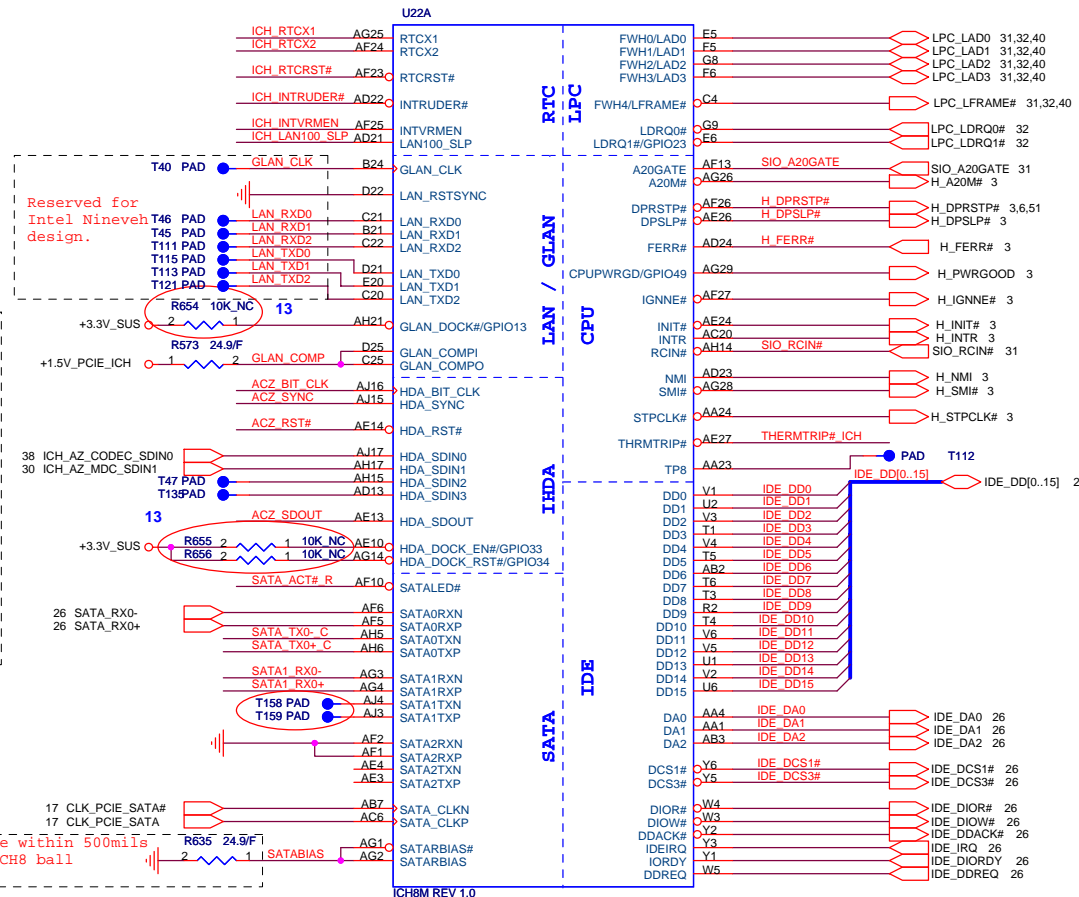 U22A
ICH_RTCX1 AG25 RTCX1
ICH_RTCX2 AF24 RTCX2
ICH_RTCRST# AF23 RTCRST#
ICH_INTRUDER# AD22 INTRUDER#
ICH_INTVRMEN AF25 INTVRMEN
ICH_LAN100_SLP AD21 LAN100_SLP
T40 PAD GLAN_CLK B24 GLAN_CLK
D22 LAN_RSTSYNC
Reserved for
Intel Nineveh
design.
T46 PAD LAN_RXD0 C21 LAN_RXD0
T45 PAD LAN_RXD1 B21 LAN_RXD1
T111 PAD LAN_RXD2 C22 LAN_RXD2
T115 PAD LAN_TXD0 D21 LAN_TXD0
T113 PAD LAN_TXD1 E20 LAN_TXD1
T121 PAD LAN_TXD2 C20 LAN_TXD2
R654 10K_NC 13
+3.3V_SUS 2 1 AH21 GLAN_DOCK#/GPIO13
R573 24.9/F
+1.5V_PCIE_ICH 1 2 GLAN_COMP D25 GLAN_COMPI
C25 GLAN_COMPO
ACZ_BIT_CLK AJ16 HDA_BIT_CLK
ACZ_SYNC AJ15 HDA_SYNC
ACZ_RST# AE14 HDA_RST#
38 ICH_AZ_CODEC_SDIN0 AJ17 HDA_SDIN0
30 ICH_AZ_MDC_SDIN1 AH17 HDA_SDIN1
T47 PAD AH15 HDA_SDIN2
T135PAD AD13 HDA_SDIN3
13
ACZ_SDOUT AE13 HDA_SDOUT
+3.3V_SUS R655 2 1 10K_NC AE10 HDA_DOCK_EN#/GPIO33
R656 2 1 10K_NC AG14 HDA_DOCK_RST#/GPIO34
SATA_ACT#_R AF10 SATALED#
26 SATA_RX0- AF6 SATA0RXN
26 SATA_RX0+ AF5 SATA0RXP
SATA_TX0-_C AH5 SATA0TXN
SATA_TX0+_C AH6 SATA0TXP
SATA1_RX0- AG3 SATA1RXN
SATA1_RX0+ AG4 SATA1RXP
T158 PAD AJ4 SATA1TXN
T159 PAD AJ3 SATA1TXP
AF2 SATA2RXN
AF1 SATA2RXP
AE4 SATA2TXN
AE3 SATA2TXP
17 CLK_PCIE_SATA# AB7 SATA_CLKN
17 CLK_PCIE_SATA AC6 SATA_CLKP
e within 500mils
CH8 ball
R635 24.9/F
2 1 SATABIAS AG1 SATARBIAS#
AG2 SATARBIAS
ICH8M REV 1.0
RTC
LPC
LAN / GLAN
CPU
IHDA
IDE
SATA
FWH0/LAD0 E5 LPC_LAD0 31,32,40
FWH1/LAD1 F5 LPC_LAD1 31,32,40
FWH2/LAD2 G8 LPC_LAD2 31,32,40
FWH3/LAD3 F6 LPC_LAD3 31,32,40
FWH4/LFRAME# C4 LPC_LFRAME# 31,32,40
LDRQ0# G9 LPC_LDRQ0# 32
LDRQ1#/GPIO23 E6 LPC_LDRQ1# 32
A20GATE AF13 SIO_A20GATE SIO_A20GATE 31
A20M# AG26 H_A20M# 3
DPRSTP# AF26 H_DPRSTP# H_DPRSTP# 3,6,51
DPSLP# AE26 H_DPSLP# H_DPSLP# 3
FERR# AD24 H_FERR# H_FERR# 3
CPUPWRGD/GPIO49 AG29 H_PWRGOOD 3
IGNNE# AF27 H_IGNNE# 3
INIT# AE24 H_INIT# 3
INTR AC20 H_INTR 3
RCIN# AH14 SIO_RCIN# SIO_RCIN# 31
NMI AD23 H_NMI 3
SMI# AG28 H_SMI# 3
STPCLK# AA24 H_STPCLK# 3
THRMTRIP# AE27 THERMTRIP#_ICH
TP8 AA23 PAD T112
IDE_DD[0..15] IDE_DD[0..15] 2
DD0 V1 IDE_DD0
DD1 U2 IDE_DD1
DD2 V3 IDE_DD2
DD3 T1 IDE_DD3
DD4 V4 IDE_DD4
DD5 T5 IDE_DD5
DD6 AB2 IDE_DD6
DD7 T6 IDE_DD7
DD8 T3 IDE_DD8
DD9 R2 IDE_DD9
DD10 T4 IDE_DD10
DD11 V6 IDE_DD11
DD12 V5 IDE_DD12
DD13 U1 IDE_DD13
DD14 V2 IDE_DD14
DD15 U6 IDE_DD15
DA0 AA4 IDE_DA0 IDE_DA0 26
DA1 AA1 IDE_DA1 IDE_DA1 26
DA2 AB3 IDE_DA2 IDE_DA2 26
DCS1# Y6 IDE_DCS1# IDE_DCS1# 26
DCS3# Y5 IDE_DCS3# IDE_DCS3# 26
DIOR# W4 IDE_DIOR# 26
DIOW# W3 IDE_DIOW# 26
DDACK# Y2 IDE_DDACK# 26
IDEIRQ Y3 IDE_IRQ 26
IORDY Y1 IDE_DIORDY 26
DDREQ W5 IDE_DDREQ 26